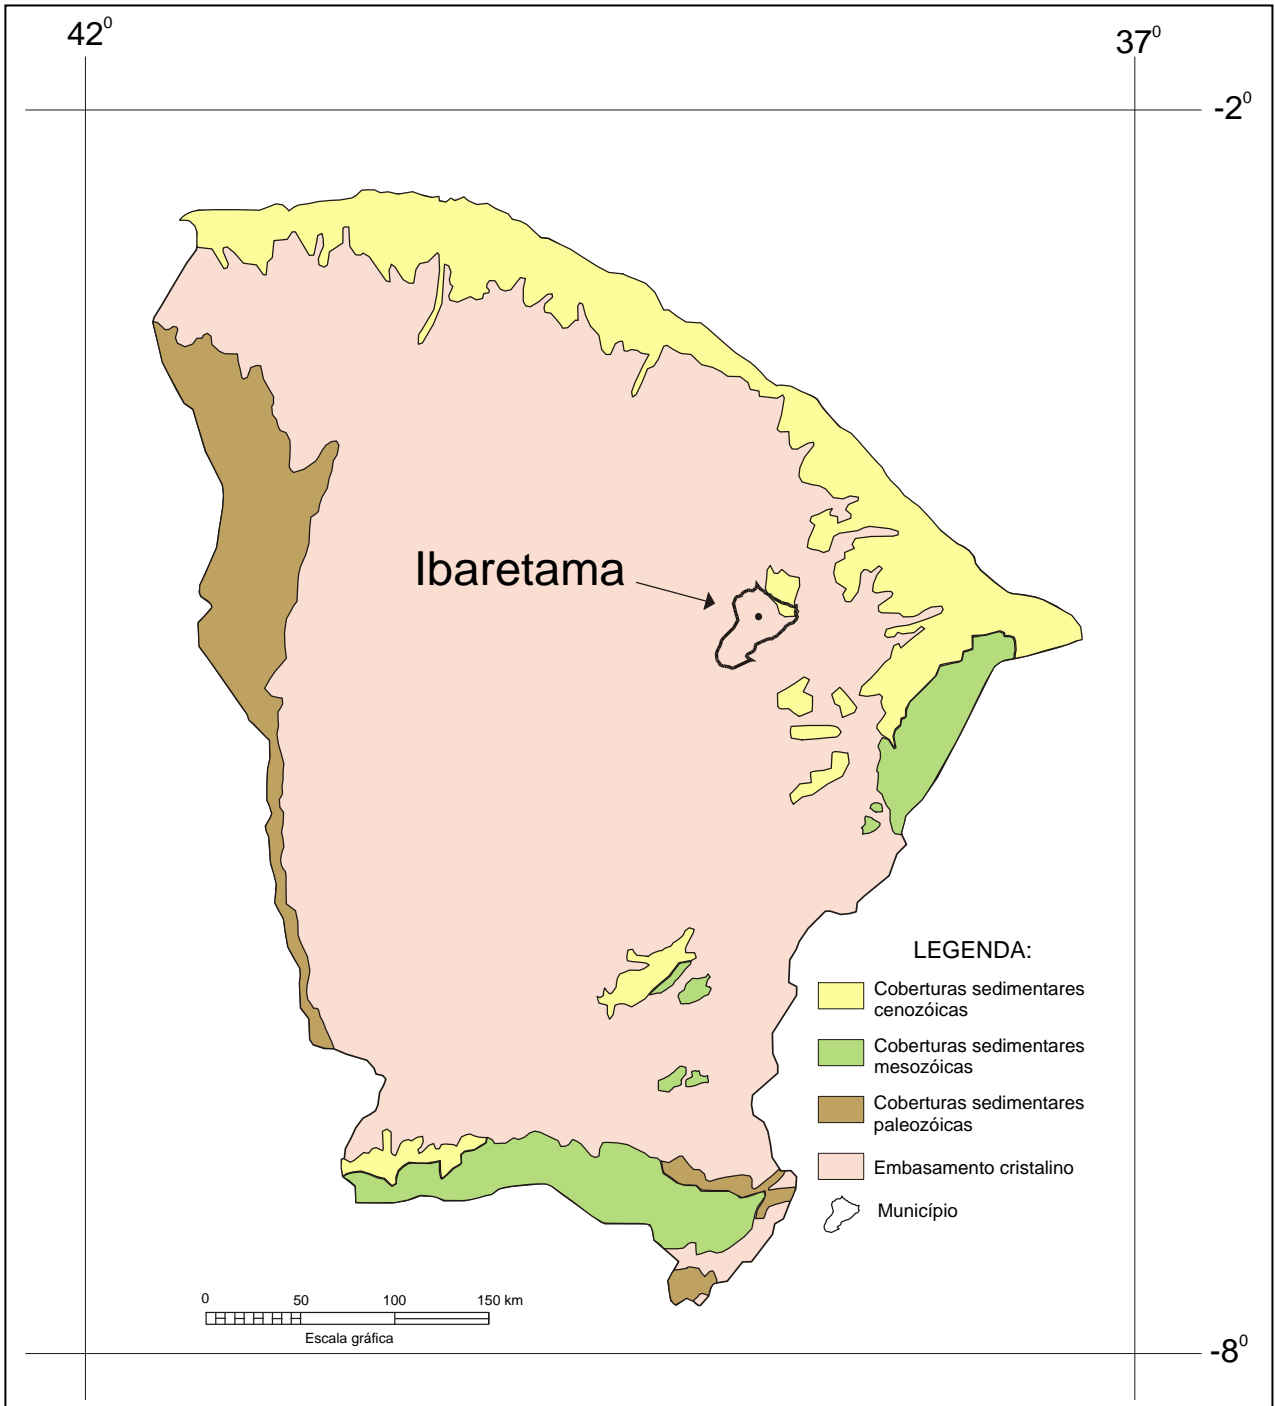 42⁰
37⁰
-2⁰
Ibaretama
LEGENDA:
Coberturas sedimentares
cenozóicas
Coberturas sedimentares
mesozóicas
Coberturas sedimentares
paleozóicas
Embasamento cristalino
Município
0 50 100 150 km
Escala gráfica
-8⁰